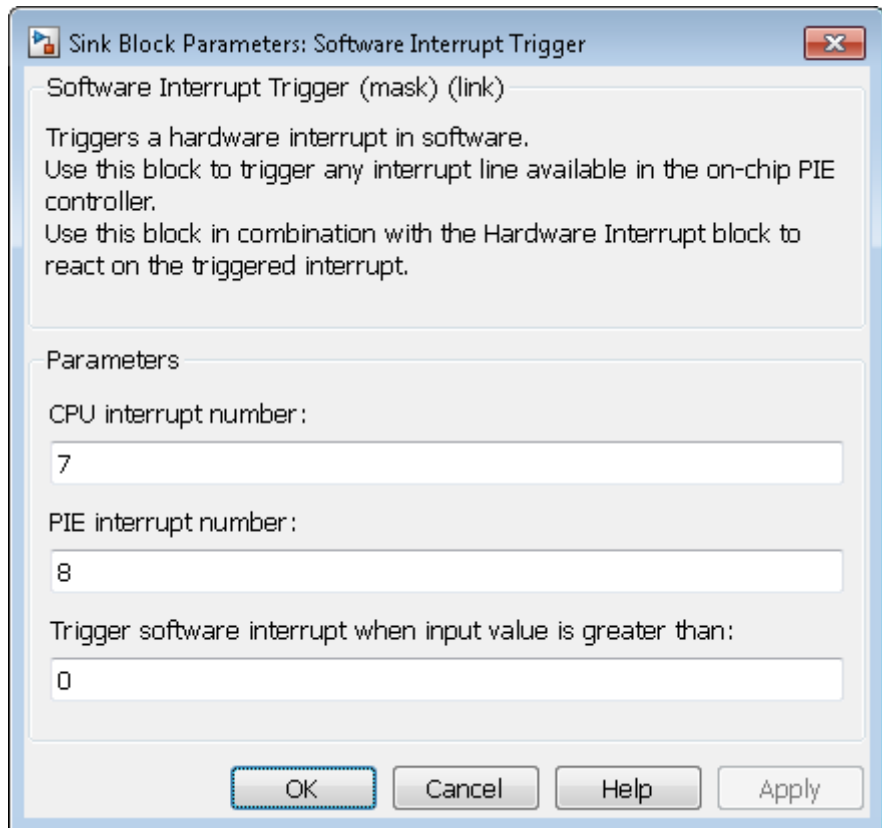 Sink Block Parameters: Software Interrupt Trigger
Software Interrupt Trigger (mask) (link)
Triggers a hardware interrupt in software.
Use this block to trigger any interrupt line available in the on-chip PIE
controller.
Use this block in combination with the Hardware Interrupt block to
react on the triggered interrupt.
Parameters
CPU interrupt number:
7
PIE interrupt number:
8
Trigger software interrupt when input value is greater than:
0
OK Cancel Help Apply